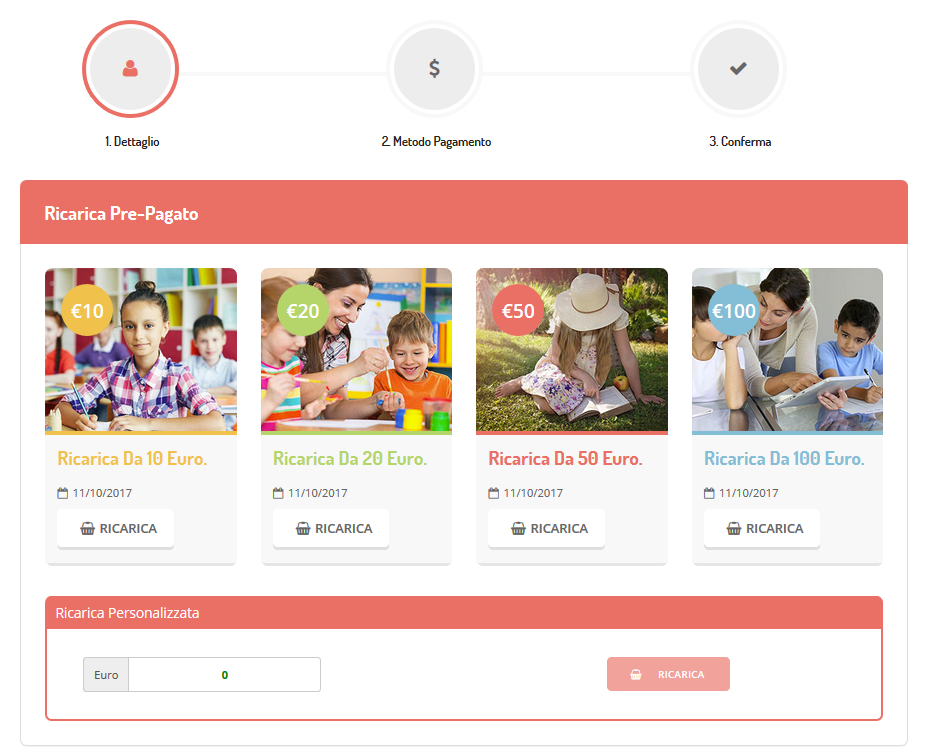 $
1. Dettaglio
2. Metodo Pagamento
3. Conferma
Ricarica Pre-Pagato
€10
€20
€50
€100
Ricarica Da 10 Euro.
Ricarica Da 20 Euro.
Ricarica Da 50 Euro.
Ricarica Da 100 Euro.
11/10/2017
11/10/2017
11/10/2017
11/10/2017
RICARICA
RICARICA
RICARICA
RICARICA
Ricarica Personalizzata
Euro
0
RICARICA